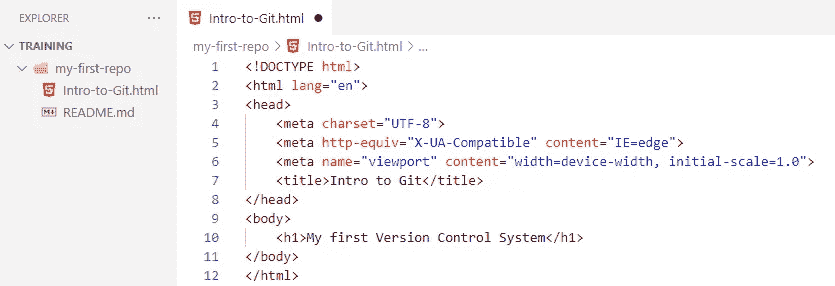 EXPLORER ...
TRAINING
my-first-repo
Intro-to-Git.html
README.md
Intro-to-Git.html
my-first-repo > Intro-to-Git.html > ...
1 <!DOCTYPE html>
2 <html lang="en">
3 <head>
4 <meta charset="UTF-8">
5 <meta http-equiv="X-UA-Compatible" content="IE=edge">
6 <meta name="viewport" content="width=device-width, initial-scale=1.0">
7 <title>Intro to Git</title>
8 </head>
9 <body>
10 <h1>My first Version Control System</h1>
11 </body>
12 </html>